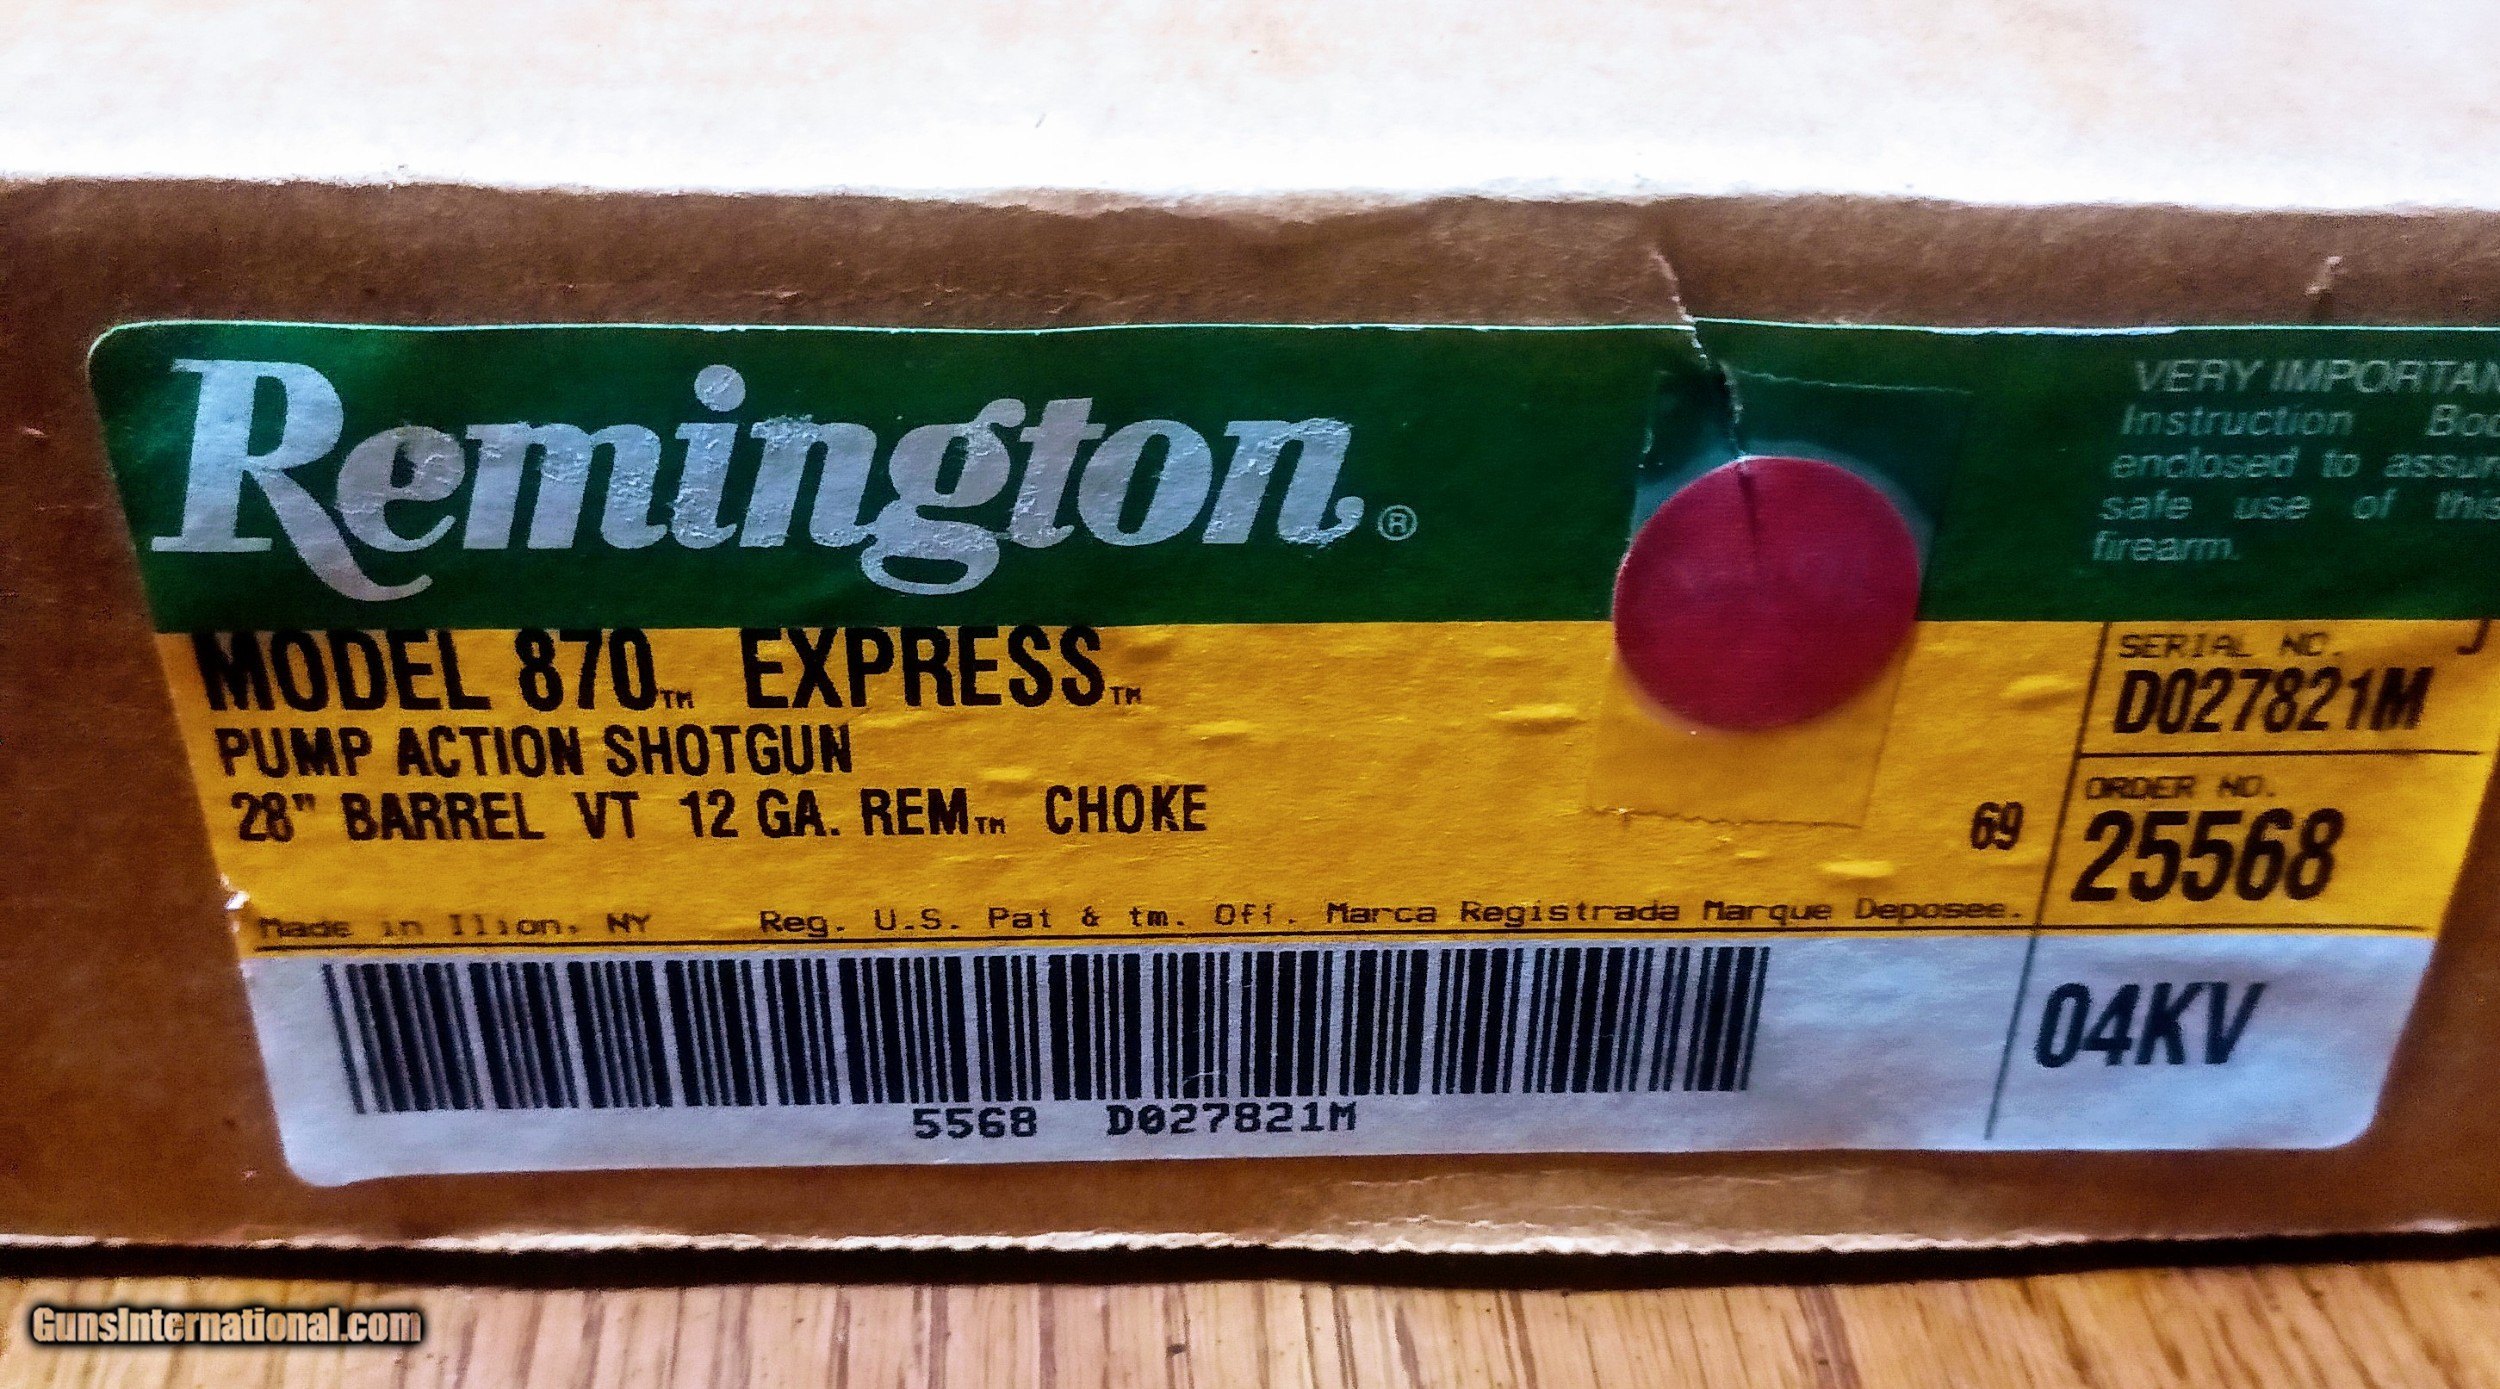 Remington®
VERY IMPORTAN
Instruction Boo
enclosed to assur
safe use of this
firearm.
MODEL 870™ EXPRESS™
PUMP ACTION SHOTGUN
28" BARREL VT 12 GA. REM™ CHOKE
69
SERIAL NO.
D027821M
ORDER NO.
25568
Made in Ilion, NY Reg. U.S. Pat & tm. Off. Marca Registrada Marque Deposee.
04KV
5568 D027821M
GunsInternational.com